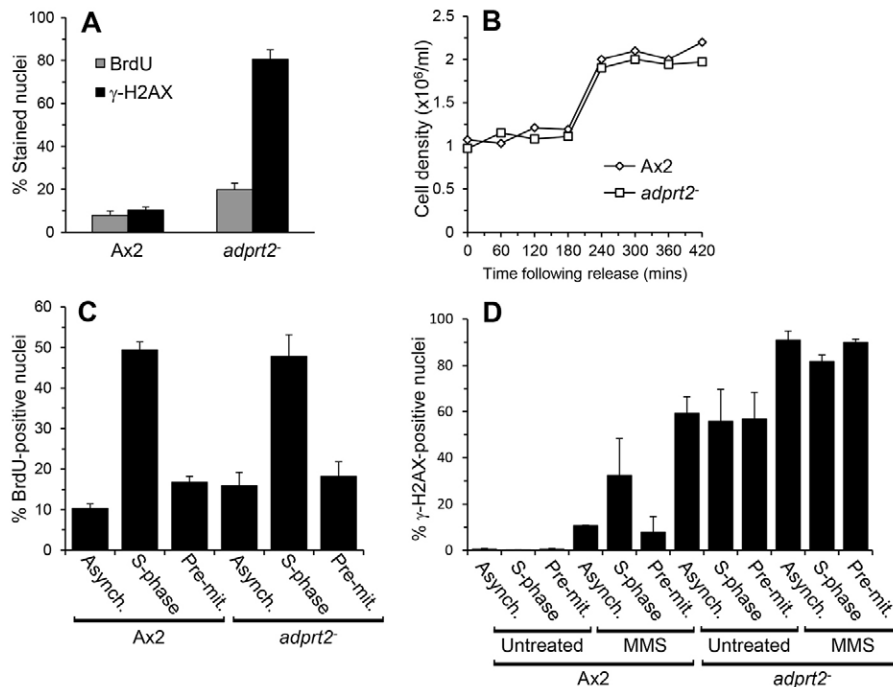 A
% Stained nuclei
100
80
60
40
20
0
BrdU
γ-H2AX
Ax2
adprt2-
B
Cell density (x10⁶/ml)
2.5
2
1.5
1
0.5
0
Ax2
adprt2-
0 60 120 180 240 300 360 420
Time following release (mins)
C
% BrdU-positive nuclei
60
50
40
30
20
10
0
Asynch. S-phase Pre-mit. Asynch. S-phase Pre-mit.
Ax2 adprt2-
D
% γ-H2AX-positive nuclei
100
80
60
40
20
0
Asynch. S-phase Pre-mit. Asynch. S-phase Pre-mit. Asynch. S-phase Pre-mit. Asynch. S-phase Pre-mit.
Untreated MMS Untreated MMS
Ax2 adprt2-